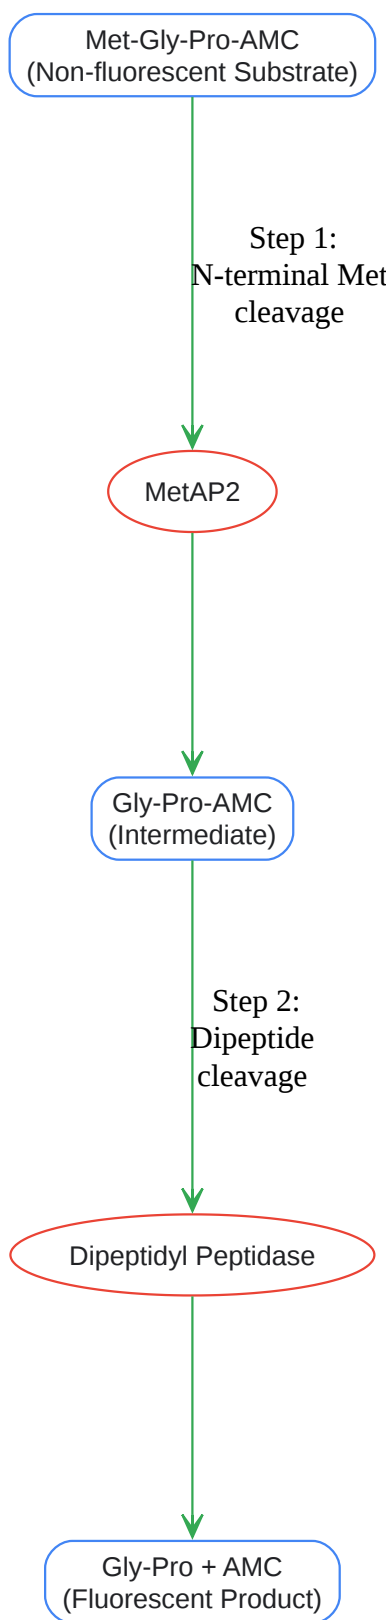 Met-Gly-Pro-AMC
(Non-fluorescent Substrate)
Step 1:
N-terminal Met
cleavage
MetAP2
Gly-Pro-AMC
(Intermediate)
Step 2:
Dipeptide
cleavage
Dipeptidyl Peptidase
Gly-Pro + AMC
(Fluorescent Product)